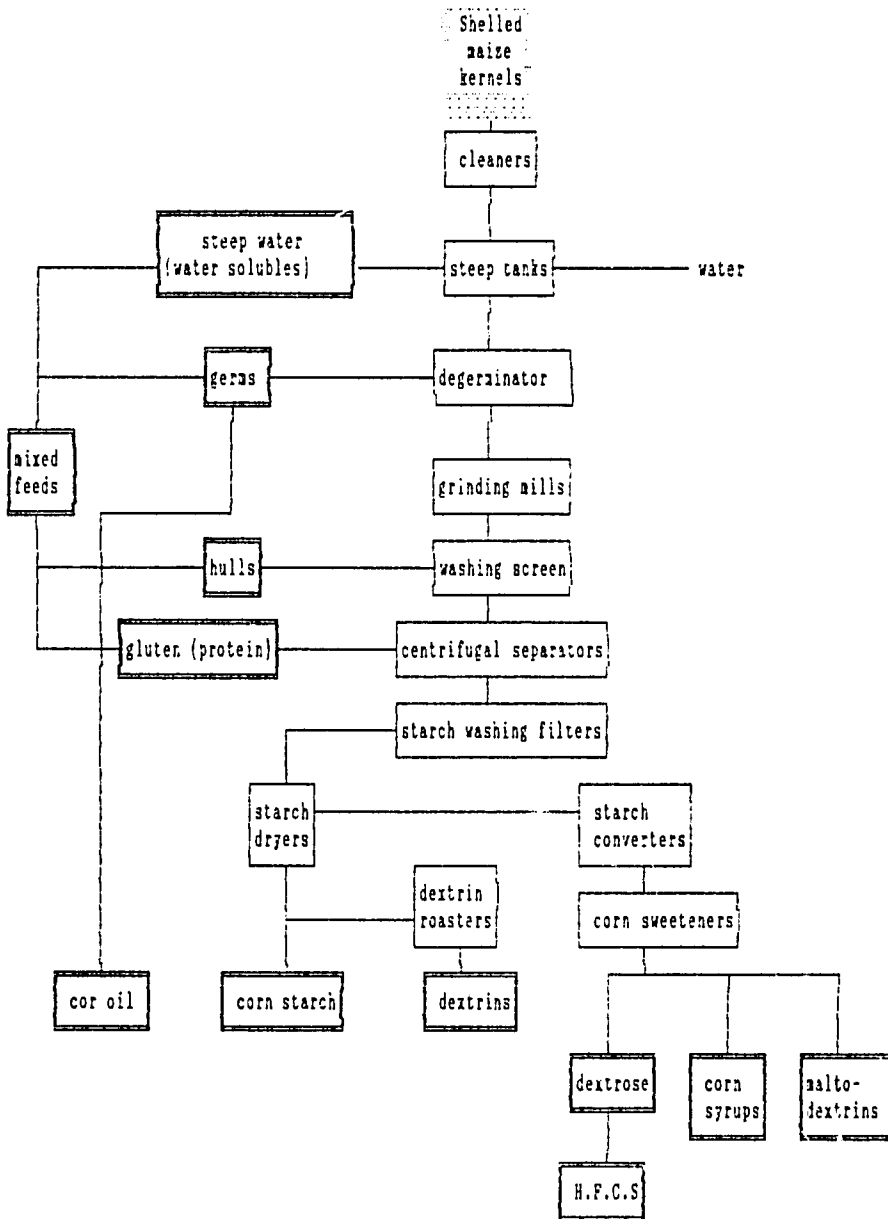 Shelled
maize
kernels
cleaners
steep water
(water solubles)
steep tanks
water
germs
degerminator
mixed
feeds
grinding mills
hulls
washing screen
gluten (protein)
centrifugal separators
starch washing filters
starch
dryers
starch
converters
dextrin
roasters
corn sweeteners
cor oil
corn starch
dextrins
dextrose
corn
syrups
malto-
dextrins
H.F.C.S